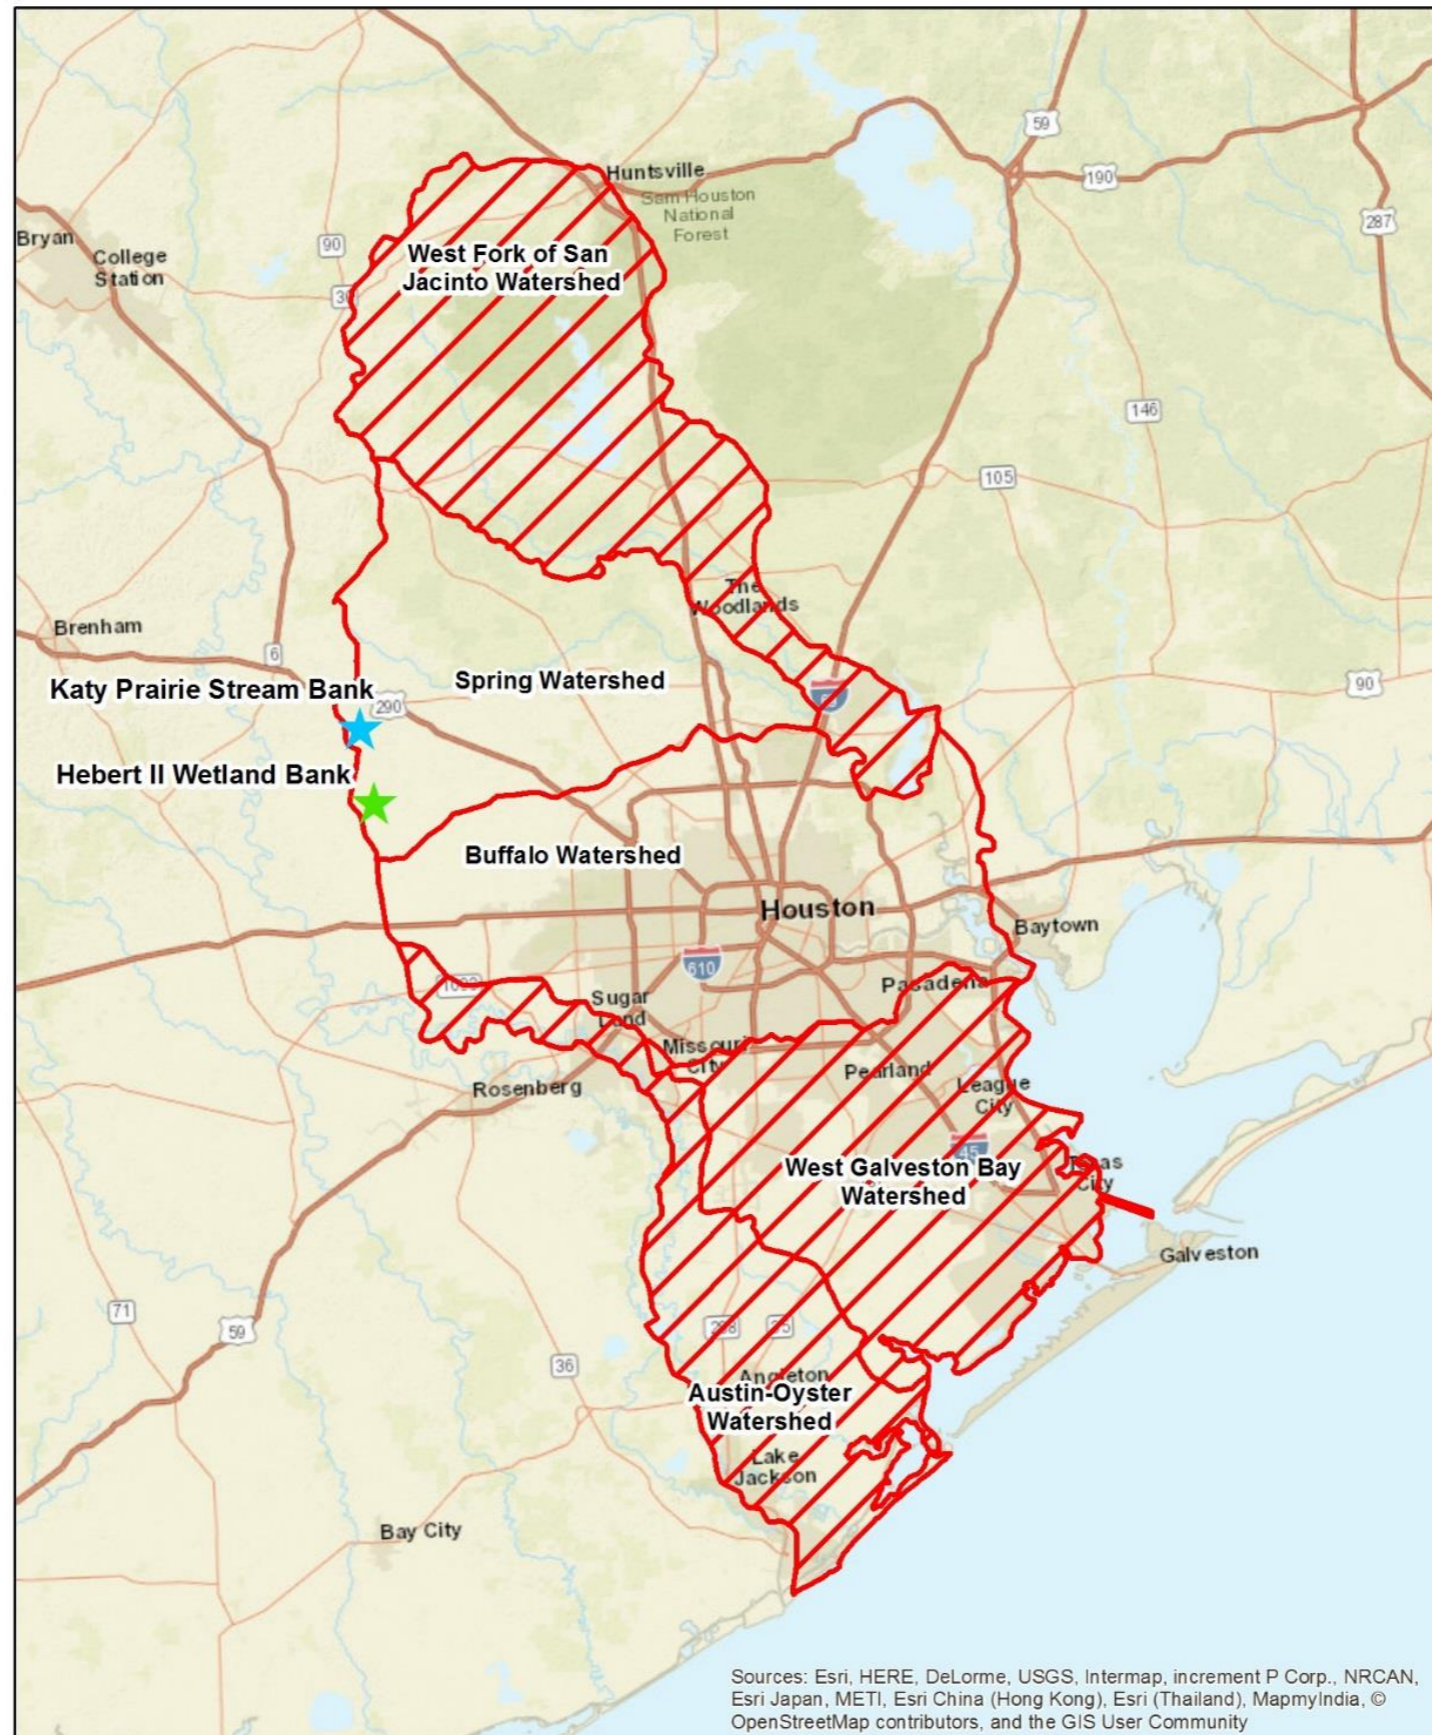 Huntsville
Sam Houston
National
Forest
59
190
287
Bryan
College
Station
90
30
West Fork of San
Jacinto Watershed
146
105
The
Woodlands
Brenham
6
Katy Prairie Stream Bank
290
Spring Watershed
90
Hebert II Wetland Bank
Buffalo Watershed
Houston
Baytown
610
Pasadena
Sugar
Land
Missouri
City
Pearland
League
City
Rosenberg
45
West Galveston Bay
Watershed
Texas
City
Galveston
71
59
36
288
35
Angleton
Austin-Oyster
Watershed
Lake
Jackson
Bay City
Sources: Esri, HERE, DeLorme, USGS, Intermap, increment P Corp., NRCAN,
Esri Japan, METI, Esri China (Hong Kong), Esri (Thailand), MapmyIndia, ©
OpenStreetMap contributors, and the GIS User Community